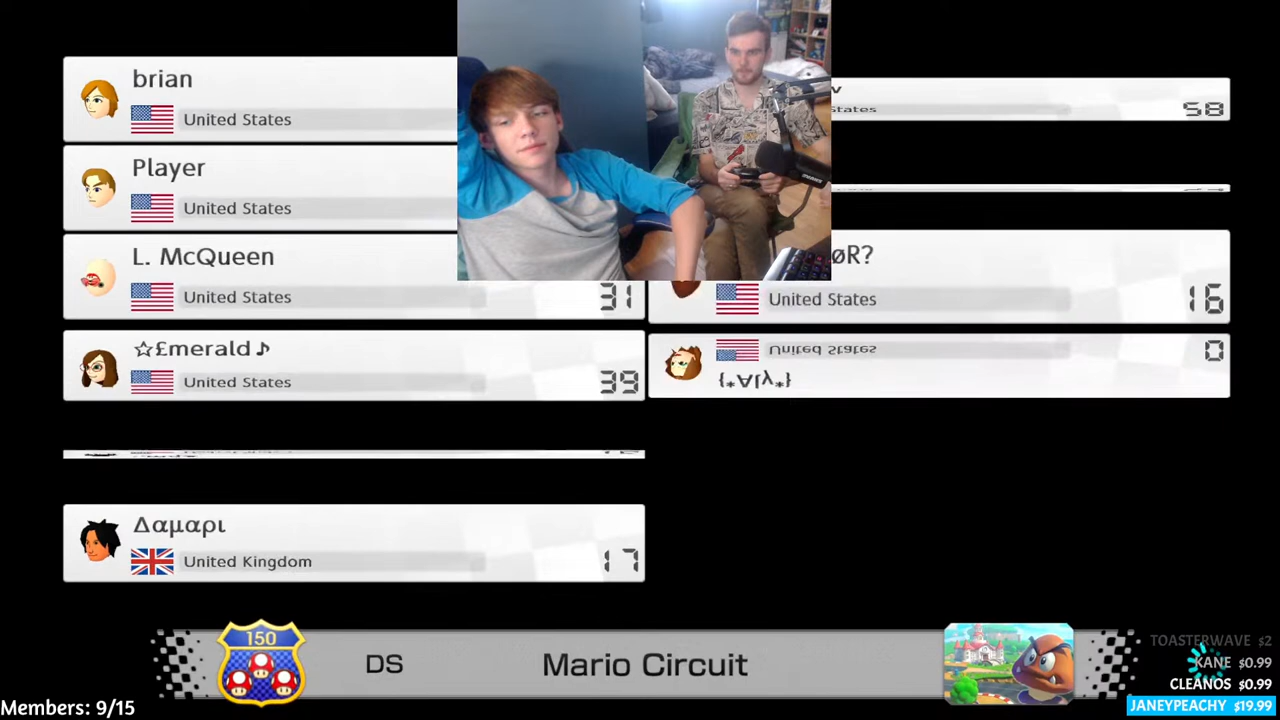 brian
United States
Player
United States
L. McQueen
United States
31
☆£merald♪
United States
39
Δαμαρι
United Kingdom
17
58
øR?
United States
16
United States
0
{*Aly*}
150
DS
Mario Circuit
TOASTERWAVE $2
KANE $0.99
CLEANOS $0.99
JANEYPEACHY $19.99
Members: 9/15